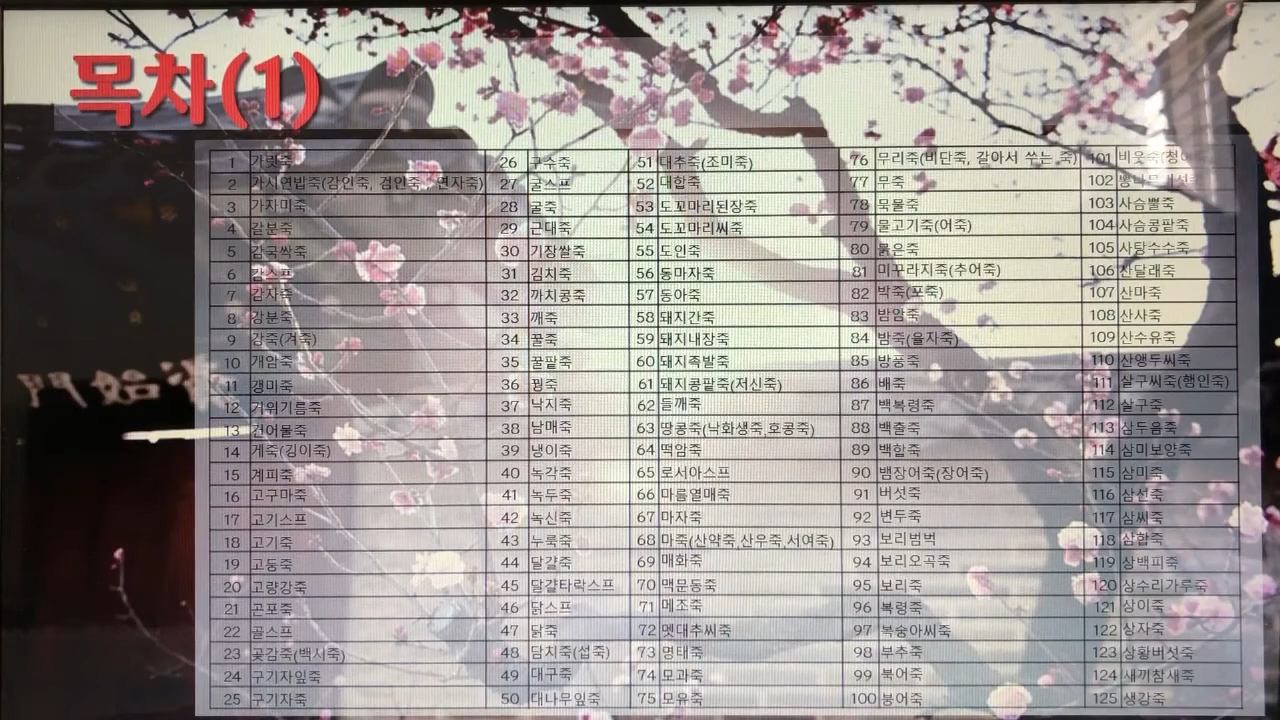 목차(1)
1 가릿죽
2 가시연밥죽(감인죽, 검인죽, 연자죽)
3 가자미죽
4 갈분죽
5 감국싹죽
6 감스프
7 감자죽
8 강분죽
9 강죽(겨죽)
10 개암죽
11 갱미죽
12 거위기름죽
13 건어물죽
14 게죽(깅이죽)
15 계피죽
16 고구마죽
17 고기스프
18 고기죽
19 고둥죽
20 고량강죽
21 곤포죽
22 골스프
23 곶감죽(백시죽)
24 구기자잎죽
25 구기자죽
26 구수죽
27 굴스프
28 굴죽
29 근대죽
30 기장쌀죽
31 김치죽
32 까치콩죽
33 깨죽
34 꿀죽
35 꿀팥죽
36 꿩죽
37 낙지죽
38 남매죽
39 냉이죽
40 녹각죽
41 녹두죽
42 녹신죽
43 누룩죽
44 달걀죽
45 달걀타락스프
46 닭스프
47 닭죽
48 담치죽(섭죽)
49 대구죽
50 대나무잎죽
51 대추죽(조미죽)
52 대합죽
53 도꼬마리된장죽
54 도꼬마리씨죽
55 도인죽
56 동마자죽
57 동아죽
58 돼지간죽
59 돼지내장죽
60 돼지족발죽
61 돼지콩팥죽(저신죽)
62 들깨죽
63 땅콩죽(낙화생죽,호콩죽)
64 떡암죽
65 로서아스프
66 마름열매죽
67 마자죽
68 마죽(산약죽,산우죽,서여죽)
69 매화죽
70 맥문동죽
71 메조죽
72 멧대추씨죽
73 명태죽
74 모과죽
75 모유죽
76 무리죽(비단죽, 갈아서 쑤는 죽)
77 무죽
78 묵물죽
79 물고기죽(어죽)
80 묽은죽
81 미꾸라지죽(추어죽)
82 박죽(포죽)
83 밤암죽
84 밤죽(율자죽)
85 방풍죽
86 배죽
87 백복령죽
88 백출죽
89 백합죽
90 뱀장어죽(장어죽)
91 버섯죽
92 변두죽
93 보리범벅
94 보리오곡죽
95 보리죽
96 복령죽
97 복숭아씨죽
98 부추죽
99 북어죽
100 붕어죽
101 비웃죽(청어
102
103 사슴뿔죽
104 사슴콩팥죽
105 사탕수수죽
106 산달래죽
107 산마죽
108 산사죽
109 산수유죽
110 산앵두씨죽
111 살구씨죽(행인죽)
112 살구죽
113 삼두음죽
114 삼미보양죽
115 삼미죽
116 삼선죽
117 삼씨죽
118 삼합죽
119 상백피죽
120 상수리가루죽
121 상이죽
122 상자죽
123 상황버섯죽
124 새끼참새죽
125 생강죽
門始